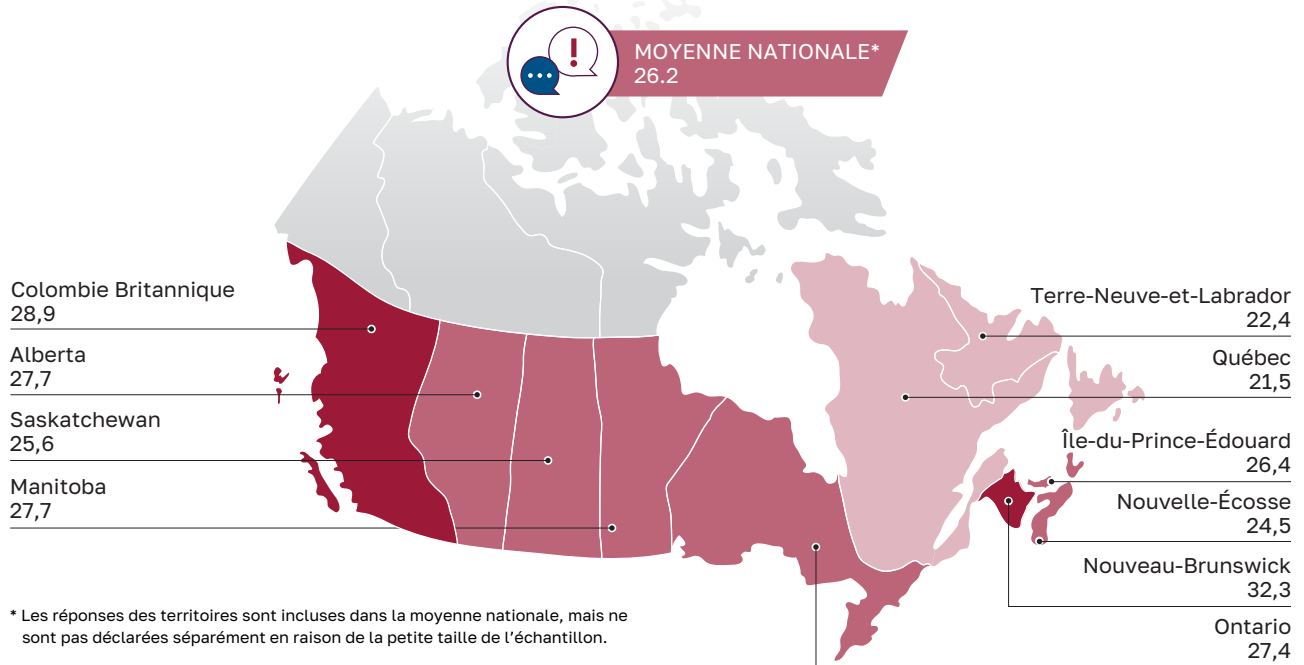 MOYENNE NATIONALE*
26.2
Colombie Britannique
28,9
Alberta
27,7
Saskatchewan
25,6
Manitoba
27,7
Terre-Neuve-et-Labrador
22,4
Québec
21,5
Île-du-Prince-Édouard
26,4
Nouvelle-Écosse
24,5
Nouveau-Brunswick
32,3
Ontario
27,4
* Les réponses des territoires sont incluses dans la moyenne nationale, mais ne
sont pas déclarées séparément en raison de la petite taille de l’échantillon.